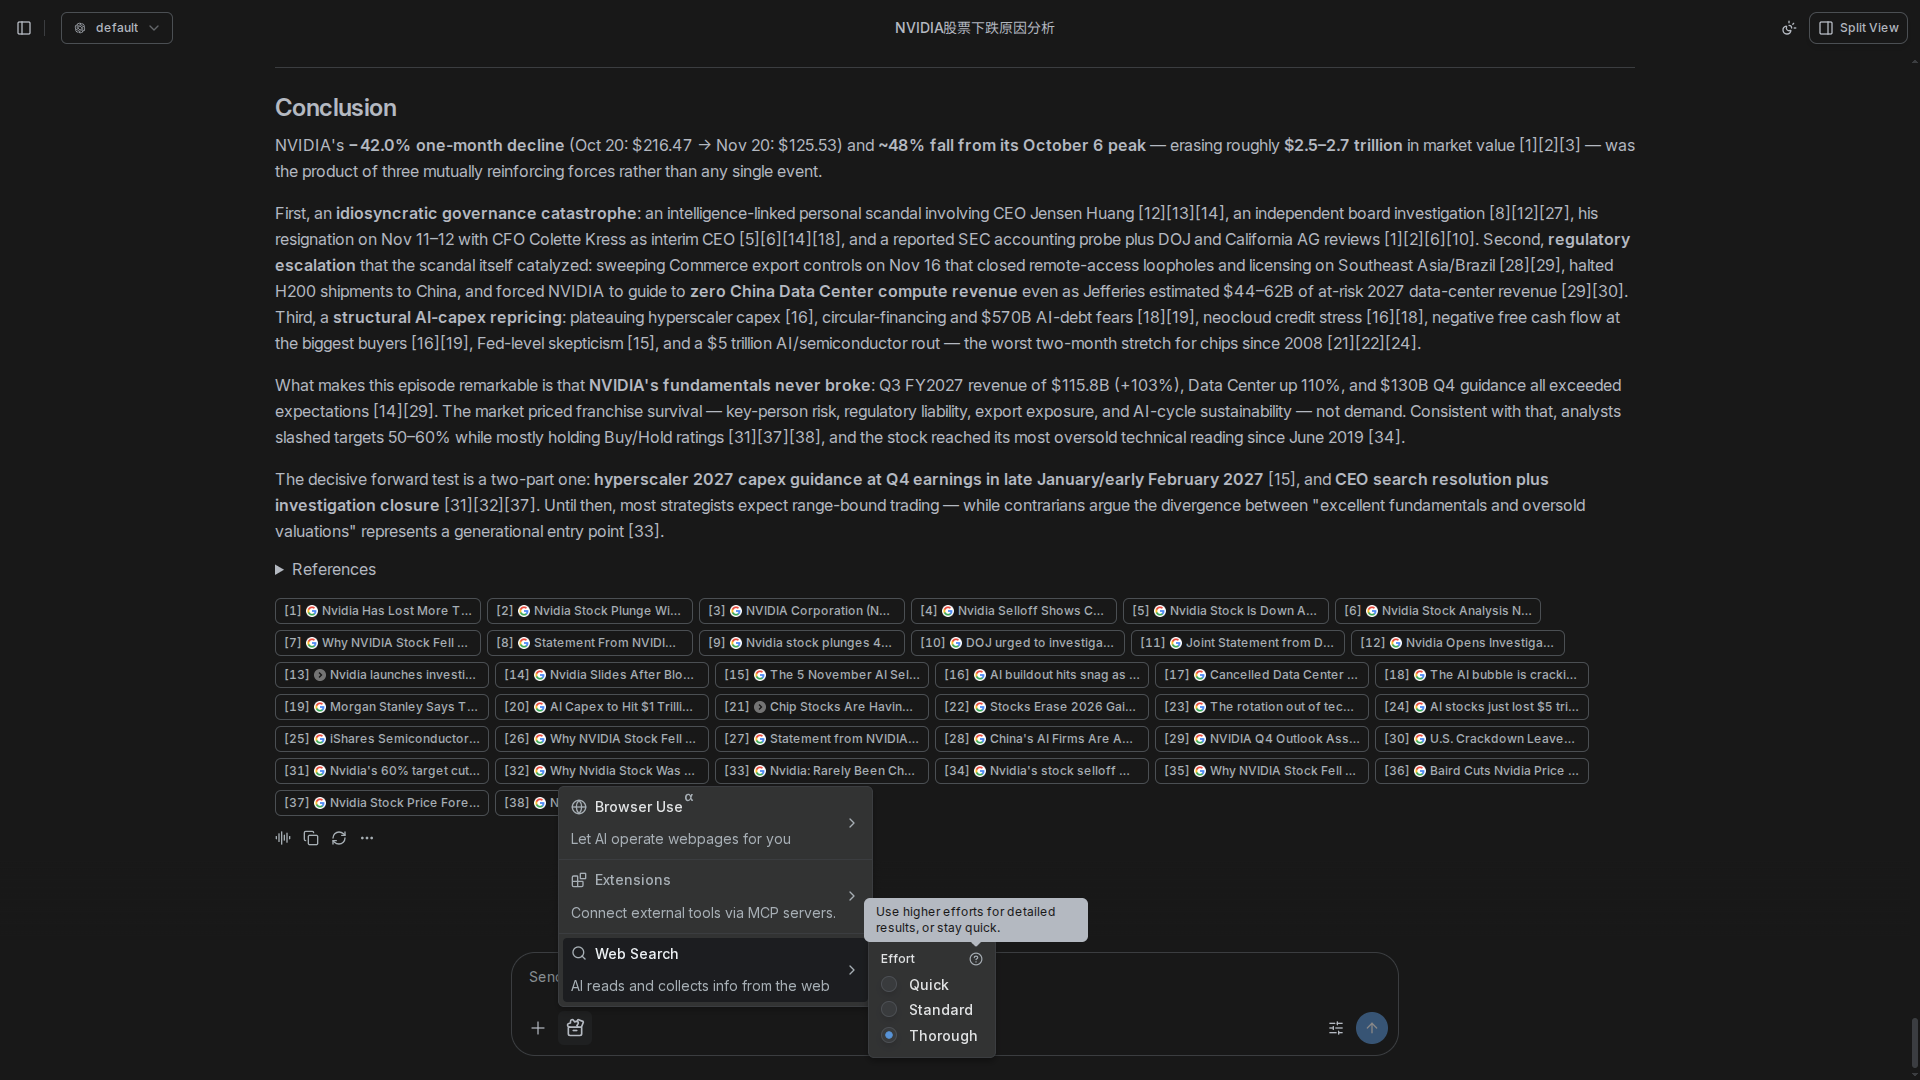 default
NVIDIA股票下跌原因分析
Split View
Conclusion
NVIDIA's −42.0% one-month decline (Oct 20: $216.47 → Nov 20: $125.53) and ~48% fall from its October 6 peak — erasing roughly $2.5–2.7 trillion in market value [1][2][3] — was
the product of three mutually reinforcing forces rather than any single event.
First, an idiosyncratic governance catastrophe: an intelligence-linked personal scandal involving CEO Jensen Huang [12][13][14], an independent board investigation [8][12][27], his
resignation on Nov 11–12 with CFO Colette Kress as interim CEO [5][6][14][18], and a reported SEC accounting probe plus DOJ and California AG reviews [1][2][6][10]. Second, regulatory
escalation that the scandal itself catalyzed: sweeping Commerce export controls on Nov 16 that closed remote-access loopholes and licensing on Southeast Asia/Brazil [28][29], halted
H200 shipments to China, and forced NVIDIA to guide to zero China Data Center compute revenue even as Jefferies estimated $44–62B of at-risk 2027 data-center revenue [29][30].
Third, a structural AI-capex repricing: plateauing hyperscaler capex [16], circular-financing and $570B AI-debt fears [18][19], neocloud credit stress [16][18], negative free cash flow at
the biggest buyers [16][19], Fed-level skepticism [15], and a $5 trillion AI/semiconductor rout — the worst two-month stretch for chips since 2008 [21][22][24].
What makes this episode remarkable is that NVIDIA's fundamentals never broke: Q3 FY2027 revenue of $115.8B (+103%), Data Center up 110%, and $130B Q4 guidance all exceeded
expectations [14][29]. The market priced franchise survival — key-person risk, regulatory liability, export exposure, and AI-cycle sustainability — not demand. Consistent with that, analysts
slashed targets 50–60% while mostly holding Buy/Hold ratings [31][37][38], and the stock reached its most oversold technical reading since June 2019 [34].
The decisive forward test is a two-part one: hyperscaler 2027 capex guidance at Q4 earnings in late January/early February 2027 [15], and CEO search resolution plus
investigation closure [31][32][37]. Until then, most strategists expect range-bound trading — while contrarians argue the divergence between "excellent fundamentals and oversold
valuations" represents a generational entry point [33].
References
[1] Nvidia Has Lost More T... [2] Nvidia Stock Plunge Wi... [3] NVIDIA Corporation (N... [4] Nvidia Selloff Shows C... [5] Nvidia Stock Is Down A... [6] Nvidia Stock Analysis N...
[7] Why NVIDIA Stock Fell ... [8] Statement From NVIDI... [9] Nvidia stock plunges 4... [10] DOJ urged to investiga... [11] Joint Statement from D... [12] Nvidia Opens Investiga...
[13] Nvidia launches investi... [14] Nvidia Slides After Blo... [15] The 5 November AI Sel... [16] AI buildout hits snag as ... [17] Cancelled Data Center ... [18] The AI bubble is cracki...
[19] Morgan Stanley Says T... [20] AI Capex to Hit $1 Trilli... [21] Chip Stocks Are Havin... [22] Stocks Erase 2026 Gai... [23] The rotation out of tec... [24] AI stocks just lost $5 tri...
[25] iShares Semiconductor... [26] Why NVIDIA Stock Fell ... [27] Statement from NVIDIA... [28] China's AI Firms Are A... [29] NVIDIA Q4 Outlook Ass... [30] U.S. Crackdown Leave...
[31] Nvidia's 60% target cut... [32] Why Nvidia Stock Was ... [33] Nvidia: Rarely Been Ch... [34] Nvidia's stock selloff ... [35] Why NVIDIA Stock Fell ... [36] Baird Cuts Nvidia Price ...
[37] Nvidia Stock Price Fore... [38] N
Browser Use α
Let AI operate webpages for you
Extensions
Connect external tools via MCP servers.
Web Search
AI reads and collects info from the web
Use higher efforts for detailed
results, or stay quick.
Effort
Quick
Standard
Thorough
Send